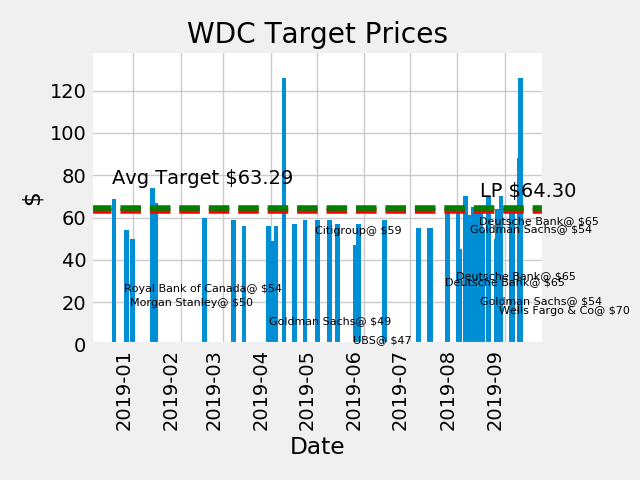 WDC Target Prices
120
100
80
60
40
20
0
$
Avg Target $63.29
LP $64.30
Deutsche Bank@ $65
Goldman Sachs@ $54
Citigroup@ $59
Deutsche Bank@ $65
Deutsche Bank@ $65
Royal Bank of Canada@ $54
Morgan Stanley@ $50
Goldman Sachs@ $54
Wells Fargo & Co@ $70
Goldman Sachs@ $49
UBS@ $47
2019-01
2019-02
2019-03
2019-04
2019-05
2019-06
2019-07
2019-08
2019-09
Date